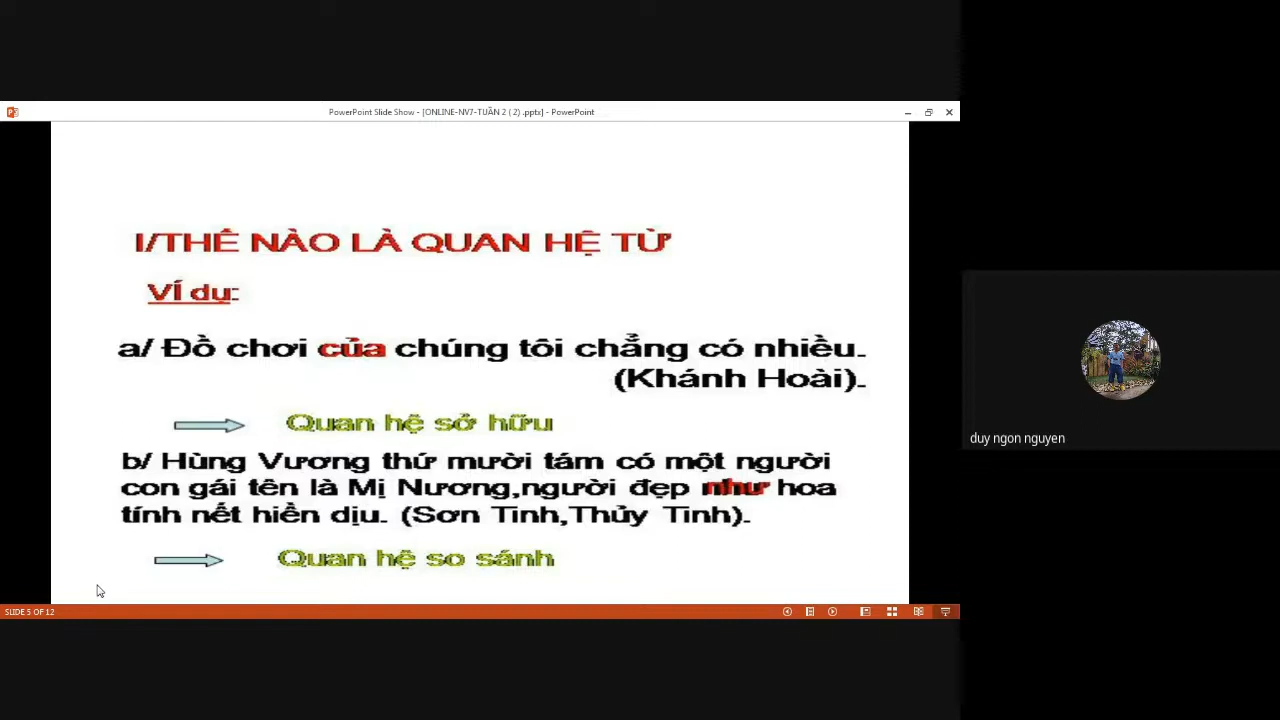 PowerPoint Slide Show - [ONLINE-NV7-TUẦN 2 ( 2) .ppts] - PowerPoint
I/THẾ NÀO LÀ QUAN HỆ TỪ
VÍ dụ:
a/ Đồ chơi của chúng tôi chẳng có nhiều.
(Khánh Hoài).
Quan hệ sở hữu
b/ Hùng Vương thứ mười tám có một người
con gái tên là Mị Nương,người đẹp như hoa
tính nết hiền dịu. (Sơn Tinh,Thủy Tinh).
Quan hệ so sánh
SLIDE 5 OF 12
duy ngon nguyen